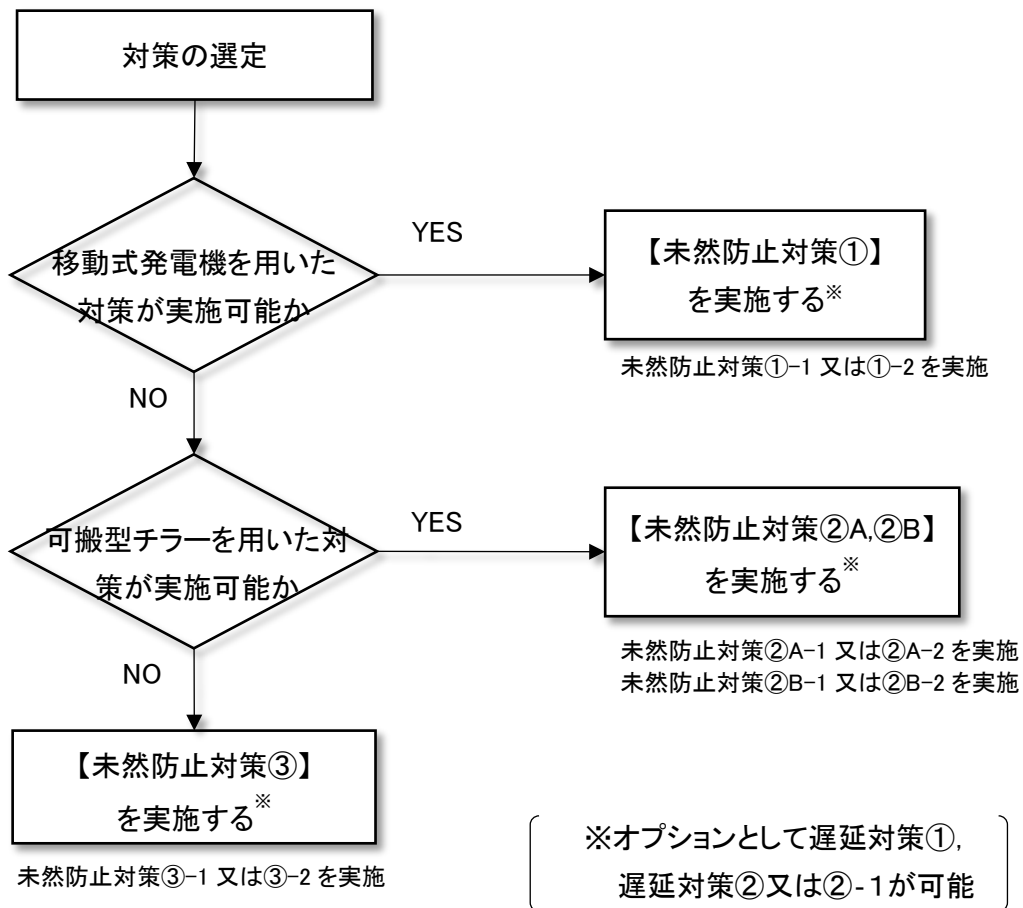 対策の選定
移動式発電機を用いた
対策が実施可能か
YES
【未然防止対策①】
を実施する※
未然防止対策①-1 又は①-2 を実施
NO
可搬型チラーを用いた対
策が実施可能か
YES
【未然防止対策②A,②B】
を実施する※
未然防止対策②A-1 又は②A-2 を実施
未然防止対策②B-1 又は②B-2 を実施
NO
【未然防止対策③】
を実施する※
未然防止対策③-1 又は③-2 を実施
※オプションとして遅延対策①,
遅延対策②又は②-1が可能